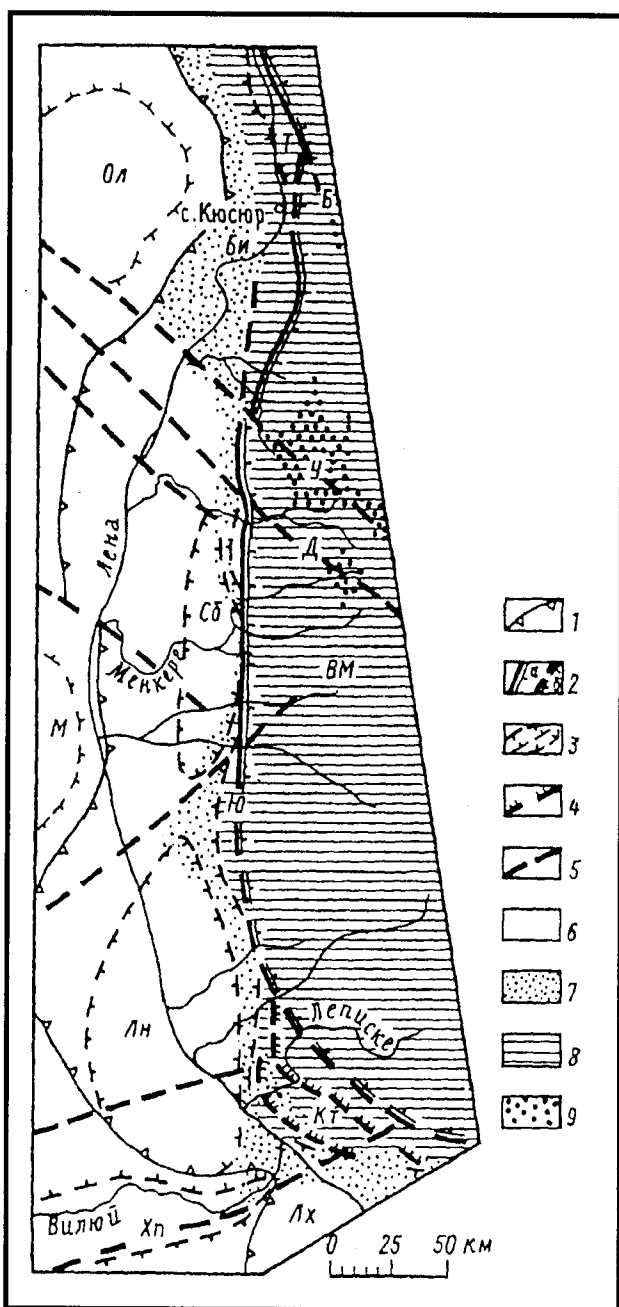 Ол
Т
Б
с. Кюсюр
Би
Ч
Лена
Д
Сб
Менкере
ВМ
М
Ю
Лн
Леписке
Кт
Вилюй
Хп
Лх
0 25 50 км
1
2
а
б
3
4
5
6
7
8
9